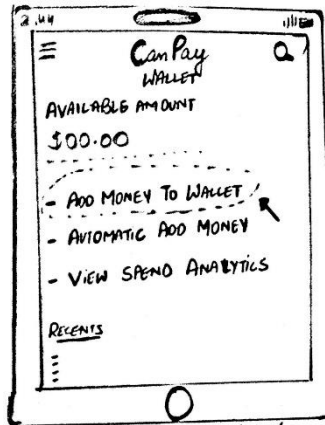 2.44
CanPay
WALLET
AVAILABLE AMOUNT
$00.00
- ADD MONEY TO WALLET
- AUTOMATIC ADD MONEY
- VIEW SPEND ANALYTICS
RECENTS